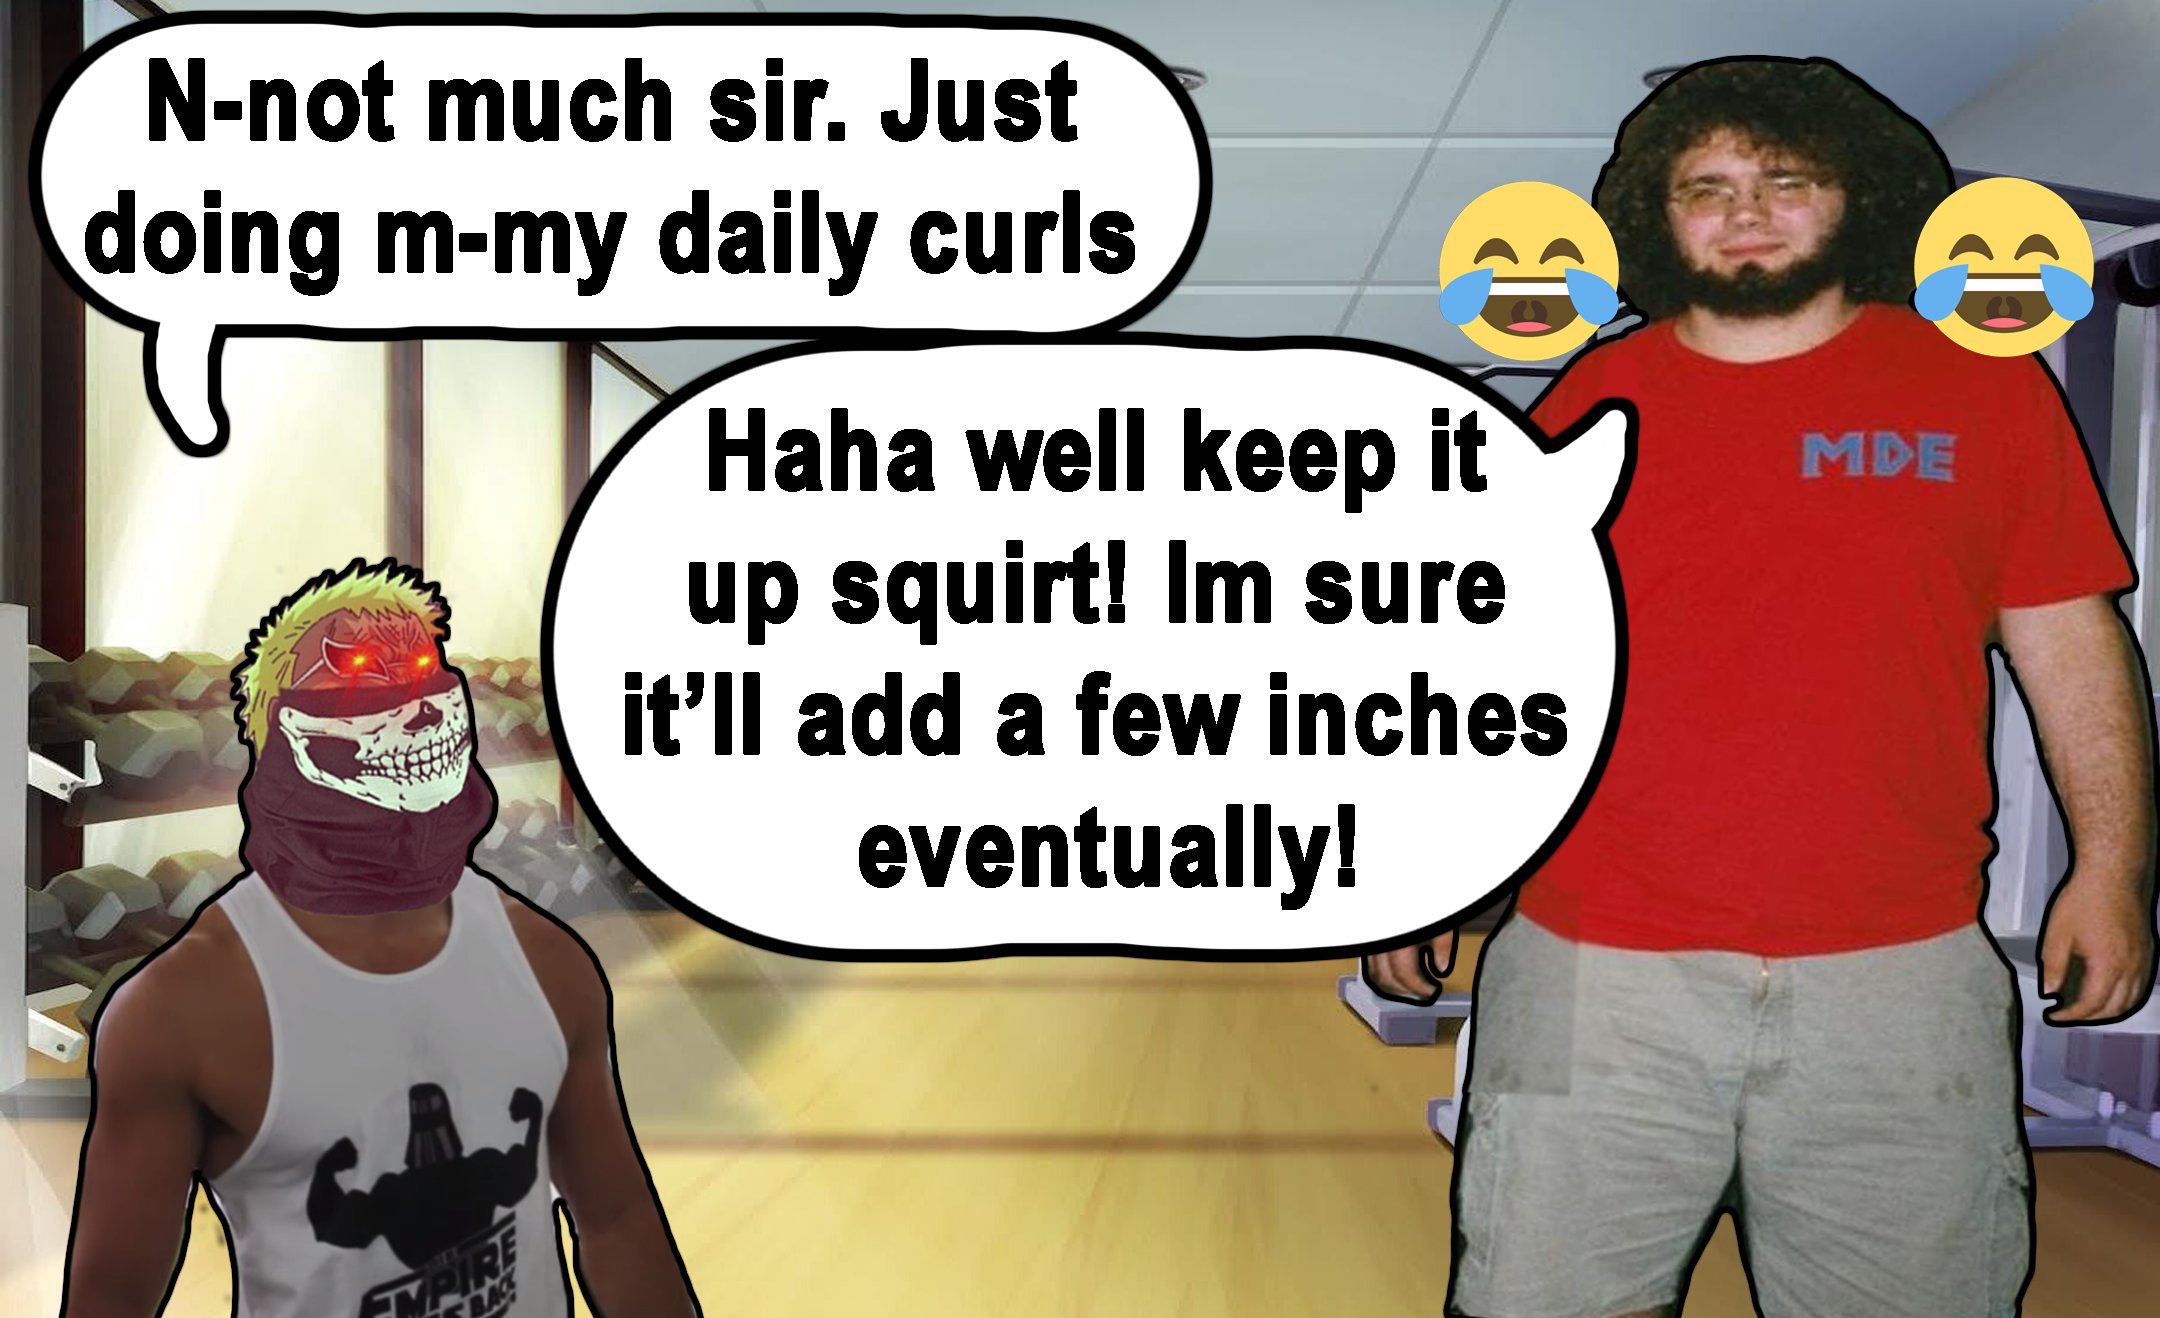 N-not much sir. Just
doing m-my daily curls
Haha well keep it
up squirt! Im sure
it’ll add a few inches
eventually!
MDE
EMPIRE
BACK